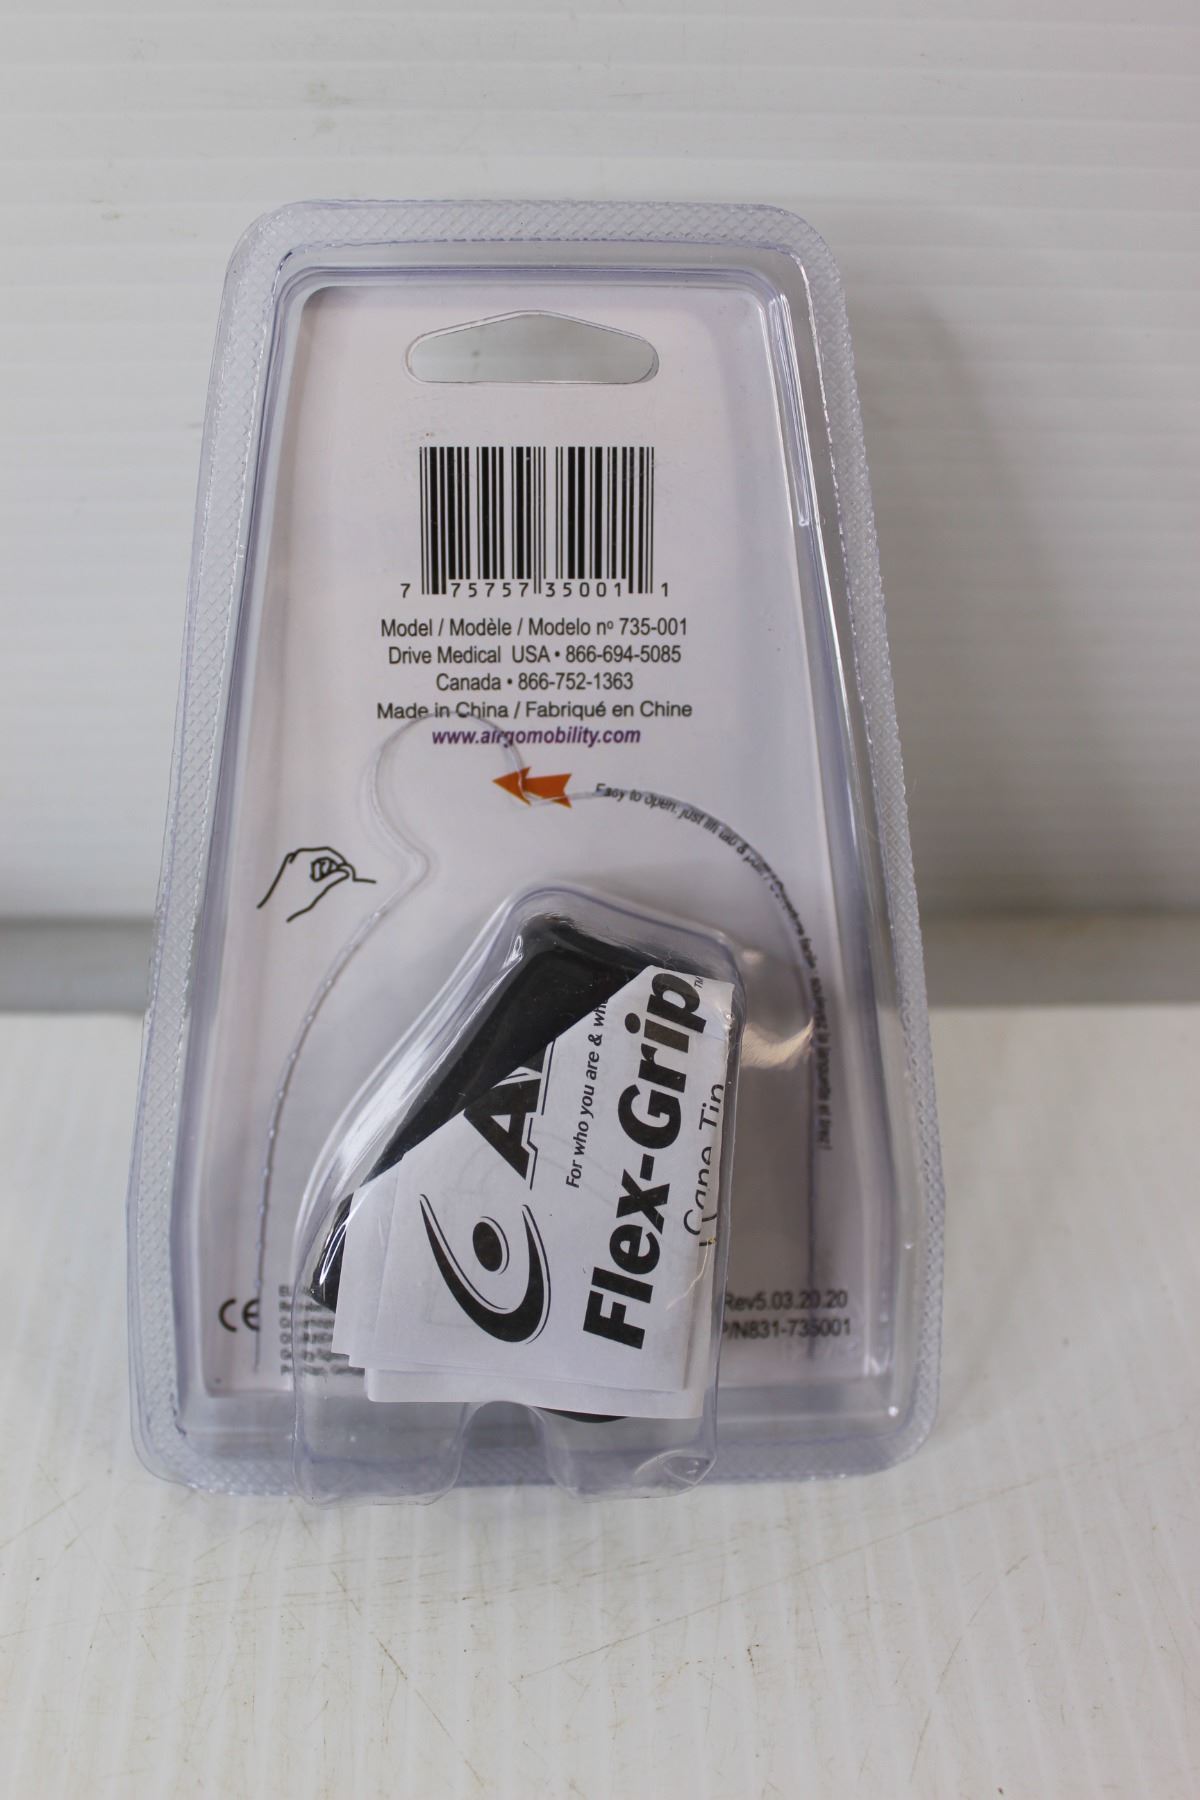 7 75757 35001 1
Model / Modèle / Modelo nº 735-001
Drive Medical USA • 866-694-5085
Canada • 866-752-1363
Made in China / Fabriqué en Chine
www.airgomobility.com
Easy to open, just lift tab & pull!
For who you are &
Flex-Grip™
Cane Tip
CE
Rev5.03.20.20
P/N831-735001